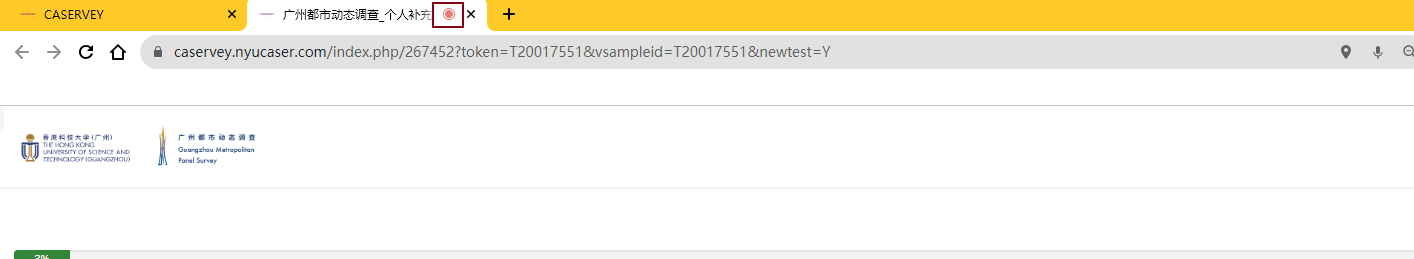 CASERVEY
广州都市动态调查_个人补充
caservey.nyucaser.com/index.php/267452?token=T20017551&vsampleid=T20017551&newtest=Y
香港科技大学(广州)
THE HONG KONG
UNIVERSITY OF SCIENCE AND
TECHNOLOGY (GUANGZHOU)
广州都市动态调查
Guangzhou Metropolitan
Panel Survey
3%